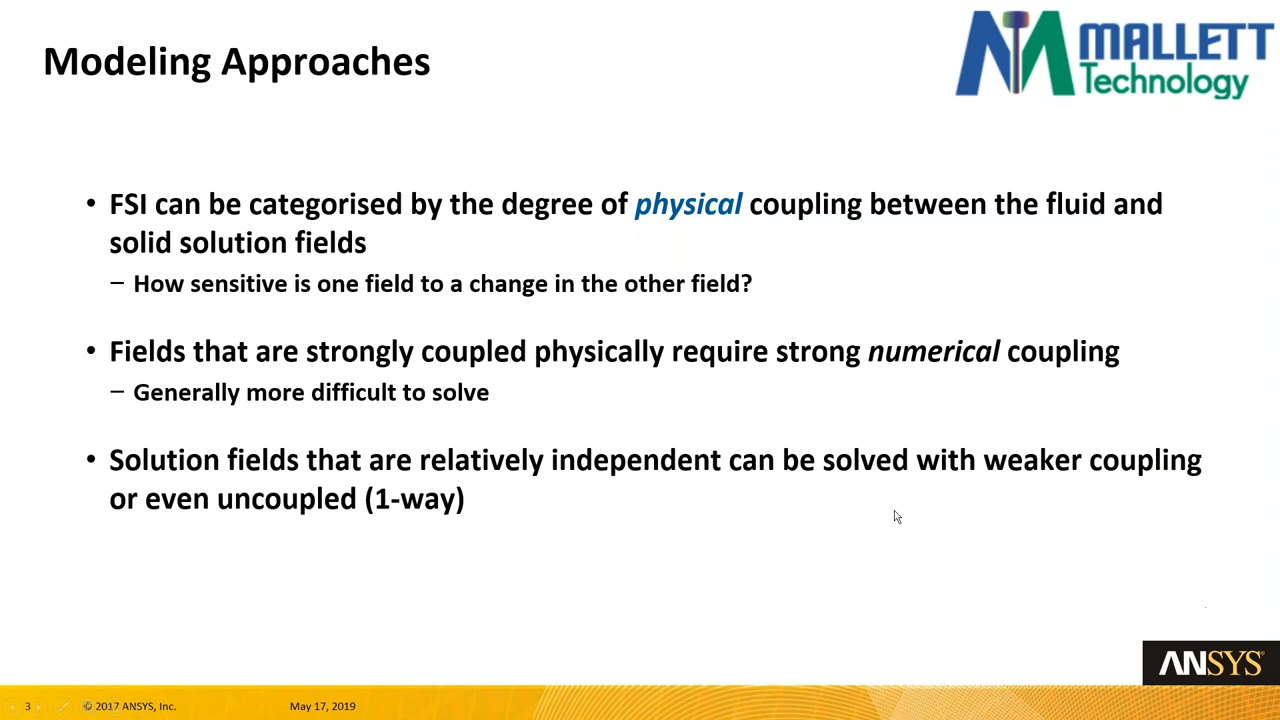 Modeling Approaches
MALLETT
Technology
• FSI can be categorised by the degree of physical coupling between the fluid and
solid solution fields
– How sensitive is one field to a change in the other field?
• Fields that are strongly coupled physically require strong numerical coupling
– Generally more difficult to solve
• Solution fields that are relatively independent can be solved with weaker coupling
or even uncoupled (1-way)
ANSYS®
3 © 2017 ANSYS, Inc. May 17, 2019